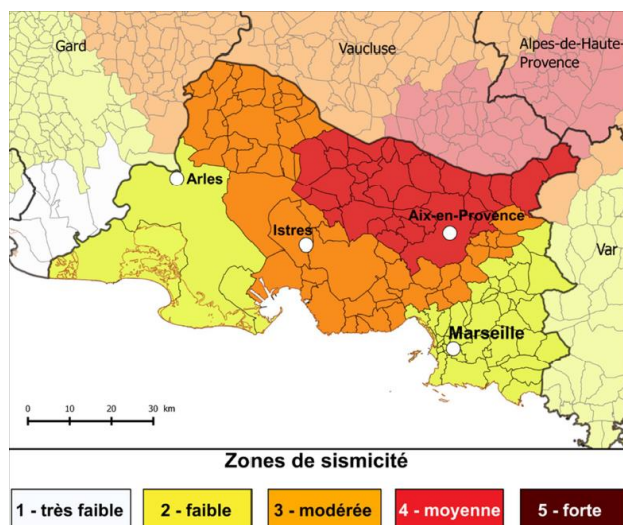 Gard
Vaucluse
Alpes-de-Haute-
Provence
Arles
Istres
Aix-en-Provence
Var
Marseille
0 10 20 30 km
Zones de sismicité
1 - très faible
2 - faible
3 - modérée
4 - moyenne
5 - forte